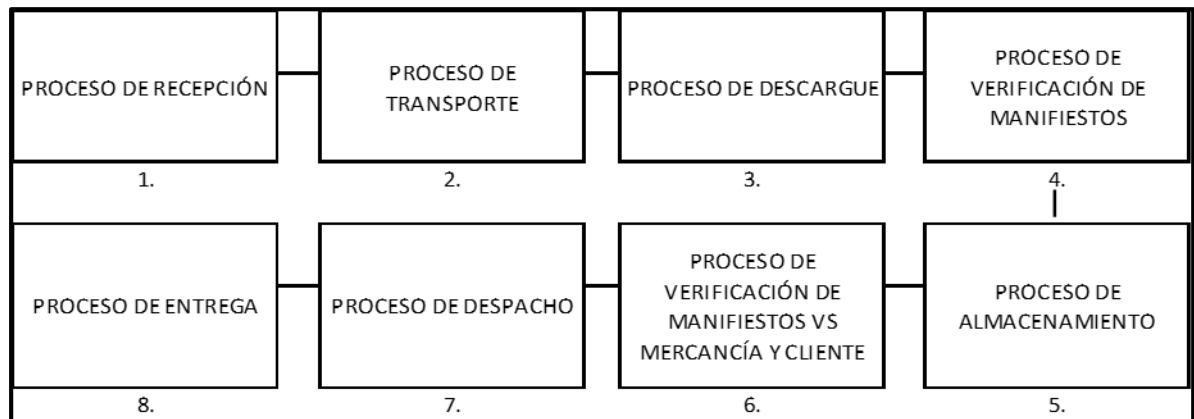 PROCESO DE RECEPCIÓN
1.
PROCESO DE
TRANSPORTE
2.
PROCESO DE DESCARGUE
3.
PROCESO DE
VERIFICACIÓN DE
MANIFIESTOS
4.
PROCESO DE
ALMACENAMIENTO
5.
PROCESO DE
VERIFICACIÓN DE
MANIFIESTOS VS
MERCANCÍA Y CLIENTE
6.
PROCESO DE DESPACHO
7.
PROCESO DE ENTREGA
8.